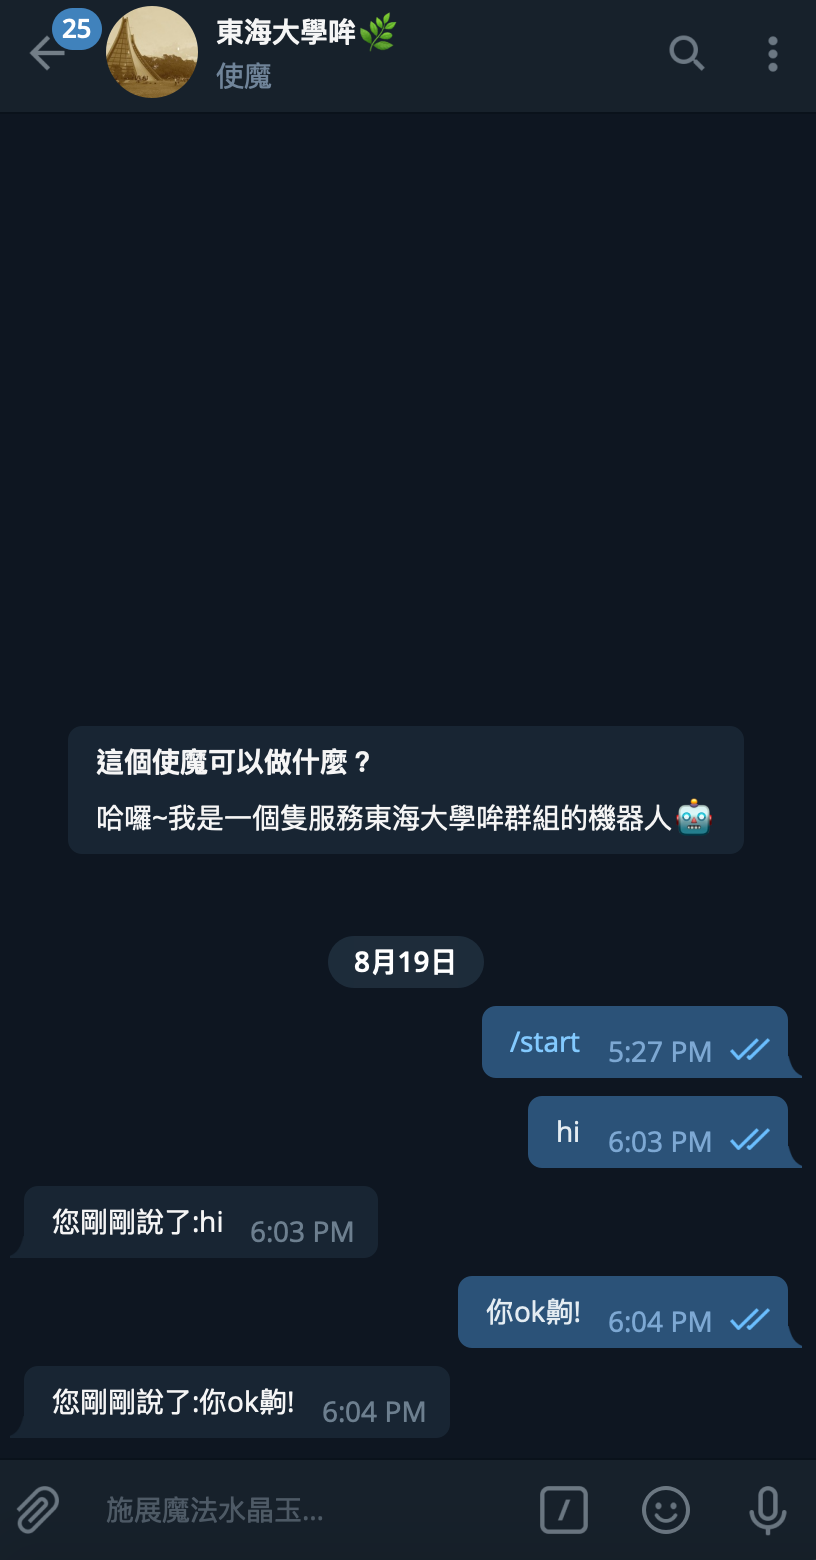 25
東海大學哞🌿
使魔
這個使魔可以做什麼？
哈囉~我是一個隻服務東海大學哞群組的機器人🤖
8月19日
/start 5:27 PM
hi 6:03 PM
您剛剛說了:hi 6:03 PM
你ok齁! 6:04 PM
您剛剛說了:你ok齁! 6:04 PM
施展魔法水晶玉...